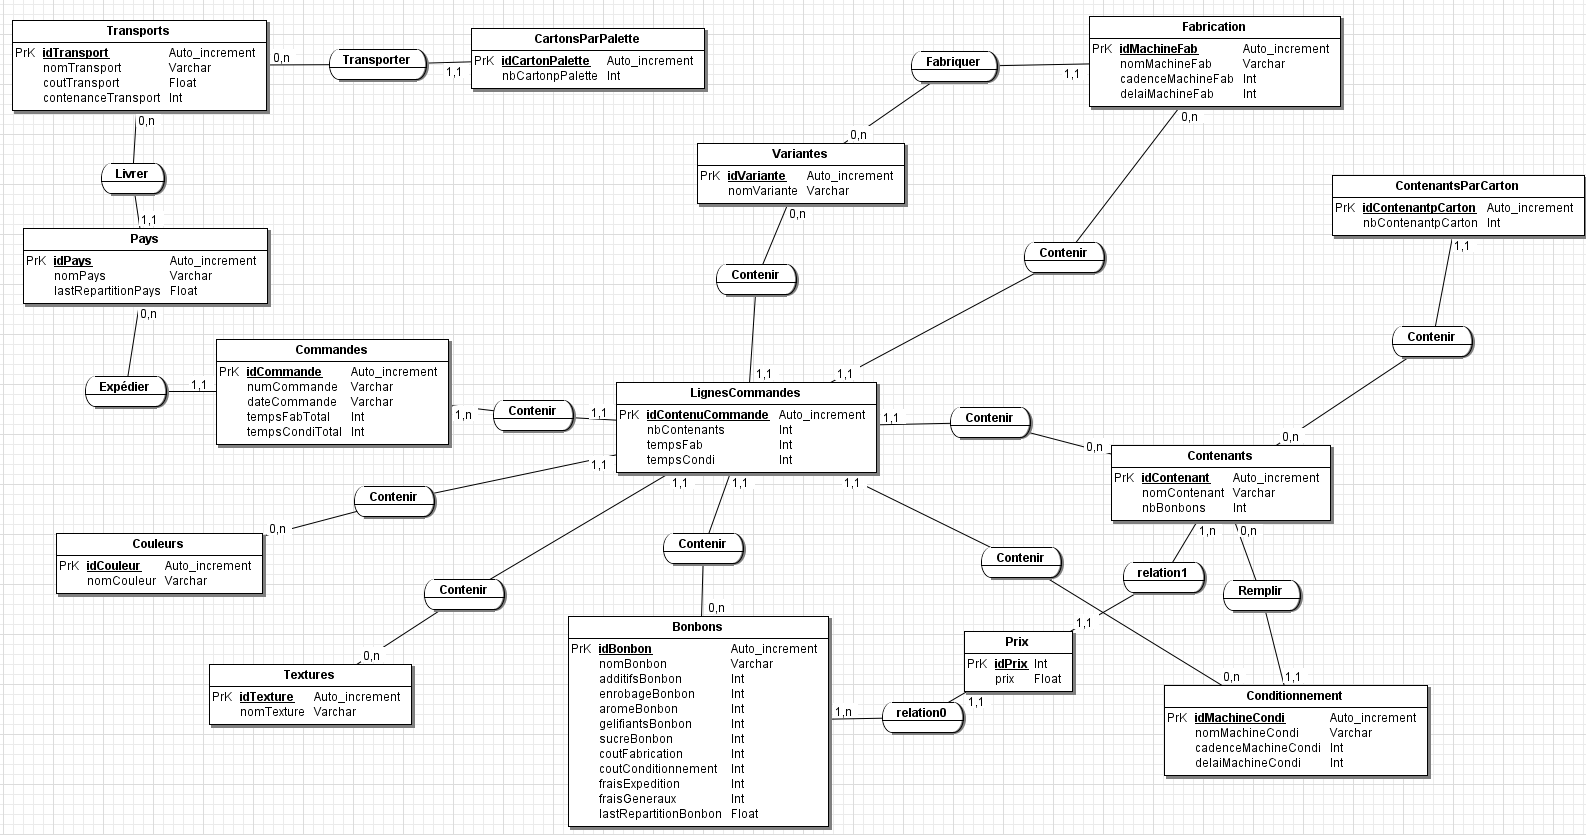 Transports
PrK idTransport Auto_increment
nomTransport Varchar
coutTransport Float
contenanceTransport Int
0,n
Transporter
1,1
CartonsParPalette
PrK idCartonPalette Auto_increment
nbCartonpPalette Int
Fabriquer
1,1
0,n
Fabrication
PrK idMachineFab Auto_increment
nomMachineFab Varchar
cadenceMachineFab Int
delaiMachineFab Int
0,n
0,n
Livrer
1,1
Variantes
PrK idVariante Auto_increment
nomVariante Varchar
0,n
Contenir
1,1
Contenir
1,1
ContenantsParCarton
PrK idContenantpCarton Auto_increment
nbContenantpCarton Int
1,1
Contenir
0,n
Pays
PrK idPays Auto_increment
nomPays Varchar
lastRepartitionPays Float
0,n
Expédier
1,1
Commandes
PrK idCommande Auto_increment
numCommande Varchar
dateCommande Varchar
tempsFabTotal Int
tempsCondiTotal Int
1,n
Contenir
1,1
LignesCommandes
PrK idContenuCommande Auto_increment
nbContenants Int
tempsFab Int
tempsCondi Int
1,1
Contenir
0,n
Contenants
PrK idContenant Auto_increment
nomContenant Varchar
nbBonbons Int
1,1
Contenir
0,n
Couleurs
PrK idCouleur Auto_increment
nomCouleur Varchar
1,1
Contenir
0,n
Textures
PrK idTexture Auto_increment
nomTexture Varchar
1,1
Contenir
0,n
Bonbons
PrK idBonbon Auto_increment
nomBonbon Varchar
additifsBonbon Int
enrobageBonbon Int
aromeBonbon Int
gelifiantsBonbon Int
sucreBonbon Int
coutFabrication Int
coutConditionnement Int
fraisExpedition Int
fraisGeneraux Int
lastRepartitionBonbon Float
1,n
relation0
1,1
Prix
PrK idPrix Int
prix Float
1,1
relation1
1,n
0,n
Remplir
1,1
1,1
Contenir
0,n
Conditionnement
PrK idMachineCondi Auto_increment
nomMachineCondi Varchar
cadenceMachineCondi Int
delaiMachineCondi Int